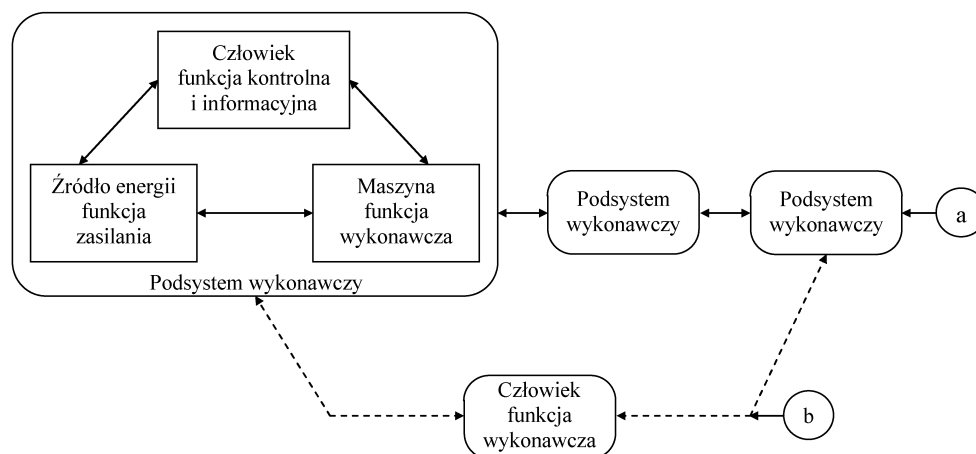 Człowiek
funkcja kontrolna
i informacyjna
Źródło energii
funkcja
zasilania
Maszyna
funkcja
wykonawcza
Podsystem wykonawczy
Podsystem
wykonawczy
Podsystem
wykonawczy
a
Człowiek
funkcja
wykonawcza
b